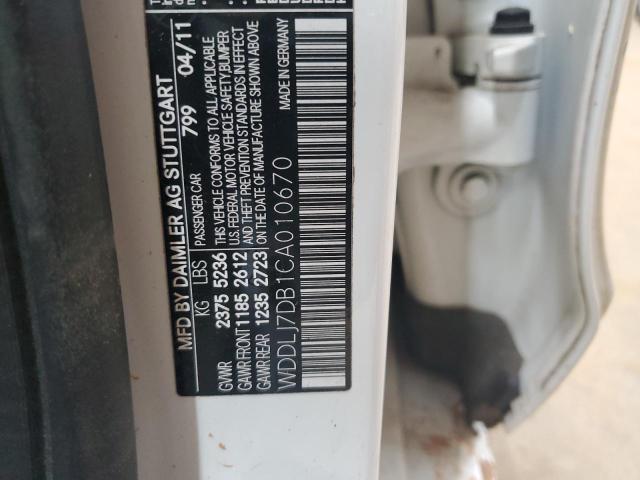 MFD BY DAIMLER AG STUTTGART
799 04/11
KG LBS PASSENGER CAR
GVWR 2375 5236 THIS VEHICLE CONFORMS TO ALL APPLICABLE
GAWR FRONT 1185 2612 U.S. FEDERAL MOTOR VEHICLE SAFETY, BUMPER
GAWR REAR 1235 2723 AND THEFT PREVENTION STANDARDS IN EFFECT
ON THE DATE OF MANUFACTURE SHOWN ABOVE
WDDLJ7DB1CA010670
MADE IN GERMANY